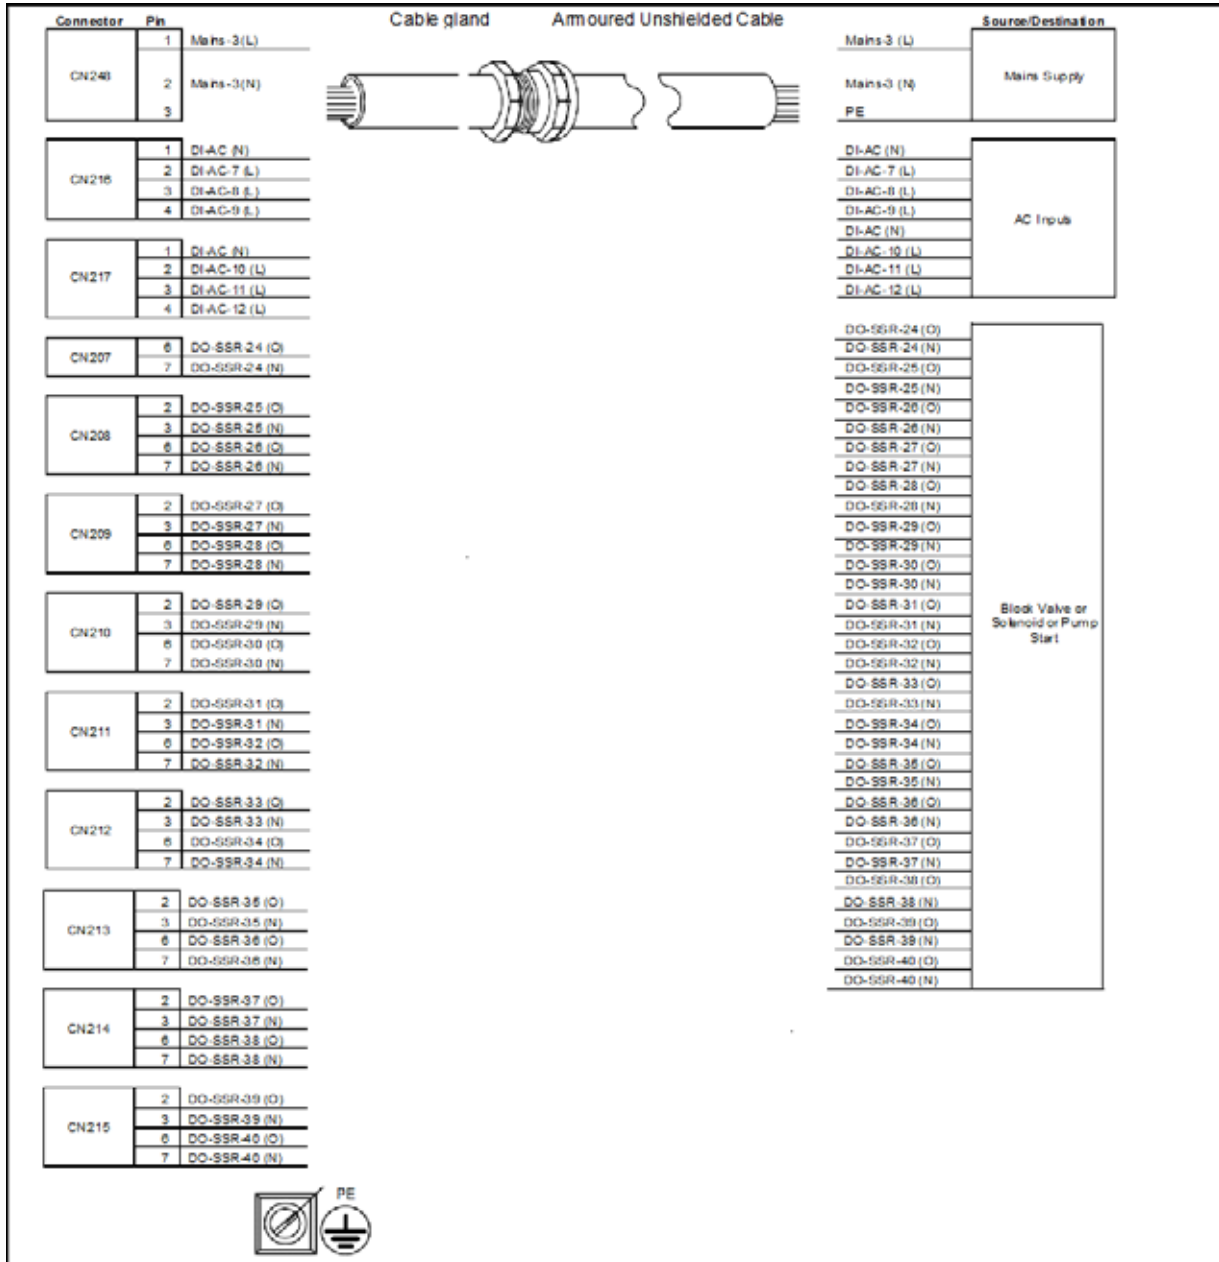 Connector Pin Cable gland Armoured Unshielded Cable Source/Destination
CN248
1 Mains-3(L)
2 Mains-3(N)
3
Mains-3 (L)
Mains-3 (N)
PE
Mains Supply
CN216
1 DI-AC (N)
2 DI-AC-7 (L)
3 DI-AC-8 (L)
4 DI-AC-9 (L)
CN217
1 DI-AC (N)
2 DI-AC-10 (L)
3 DI-AC-11 (L)
4 DI-AC-12 (L)
DI-AC (N)
DI-AC-7 (L)
DI-AC-8 (L)
DI-AC-9 (L)
DI-AC (N)
DI-AC-10 (L)
DI-AC-11 (L)
DI-AC-12 (L)
AC Inputs
CN207
6 DO-SSR-24 (O)
7 DO-SSR-24 (N)
CN208
2 DO-SSR-25 (O)
3 DO-SSR-25 (N)
6 DO-SSR-26 (O)
7 DO-SSR-26 (N)
CN209
2 DO-SSR-27 (O)
3 DO-SSR-27 (N)
6 DO-SSR-28 (O)
7 DO-SSR-28 (N)
CN210
2 DO-SSR-29 (O)
3 DO-SSR-29 (N)
6 DO-SSR-30 (O)
7 DO-SSR-30 (N)
CN211
2 DO-SSR-31 (O)
3 DO-SSR-31 (N)
6 DO-SSR-32 (O)
7 DO-SSR-32 (N)
CN212
2 DO-SSR-33 (O)
3 DO-SSR-33 (N)
6 DO-SSR-34 (O)
7 DO-SSR-34 (N)
CN213
2 DO-SSR-35 (O)
3 DO-SSR-35 (N)
6 DO-SSR-36 (O)
7 DO-SSR-36 (N)
CN214
2 DO-SSR-37 (O)
3 DO-SSR-37 (N)
6 DO-SSR-38 (O)
7 DO-SSR-38 (N)
CN215
2 DO-SSR-39 (O)
3 DO-SSR-39 (N)
6 DO-SSR-40 (O)
7 DO-SSR-40 (N)
DO-SSR-24 (O)
DO-SSR-24 (N)
DO-SSR-25 (O)
DO-SSR-25 (N)
DO-SSR-26 (O)
DO-SSR-26 (N)
DO-SSR-27 (O)
DO-SSR-27 (N)
DO-SSR-28 (O)
DO-SSR-28 (N)
DO-SSR-29 (O)
DO-SSR-29 (N)
DO-SSR-30 (O)
DO-SSR-30 (N)
DO-SSR-31 (O)
DO-SSR-31 (N)
DO-SSR-32 (O)
DO-SSR-32 (N)
DO-SSR-33 (O)
DO-SSR-33 (N)
DO-SSR-34 (O)
DO-SSR-34 (N)
DO-SSR-35 (O)
DO-SSR-35 (N)
DO-SSR-36 (O)
DO-SSR-36 (N)
DO-SSR-37 (O)
DO-SSR-37 (N)
DO-SSR-38 (O)
DO-SSR-38 (N)
DO-SSR-39 (O)
DO-SSR-39 (N)
DO-SSR-40 (O)
DO-SSR-40 (N)
Block Valve or
Solenoid or Pump
Start
PE